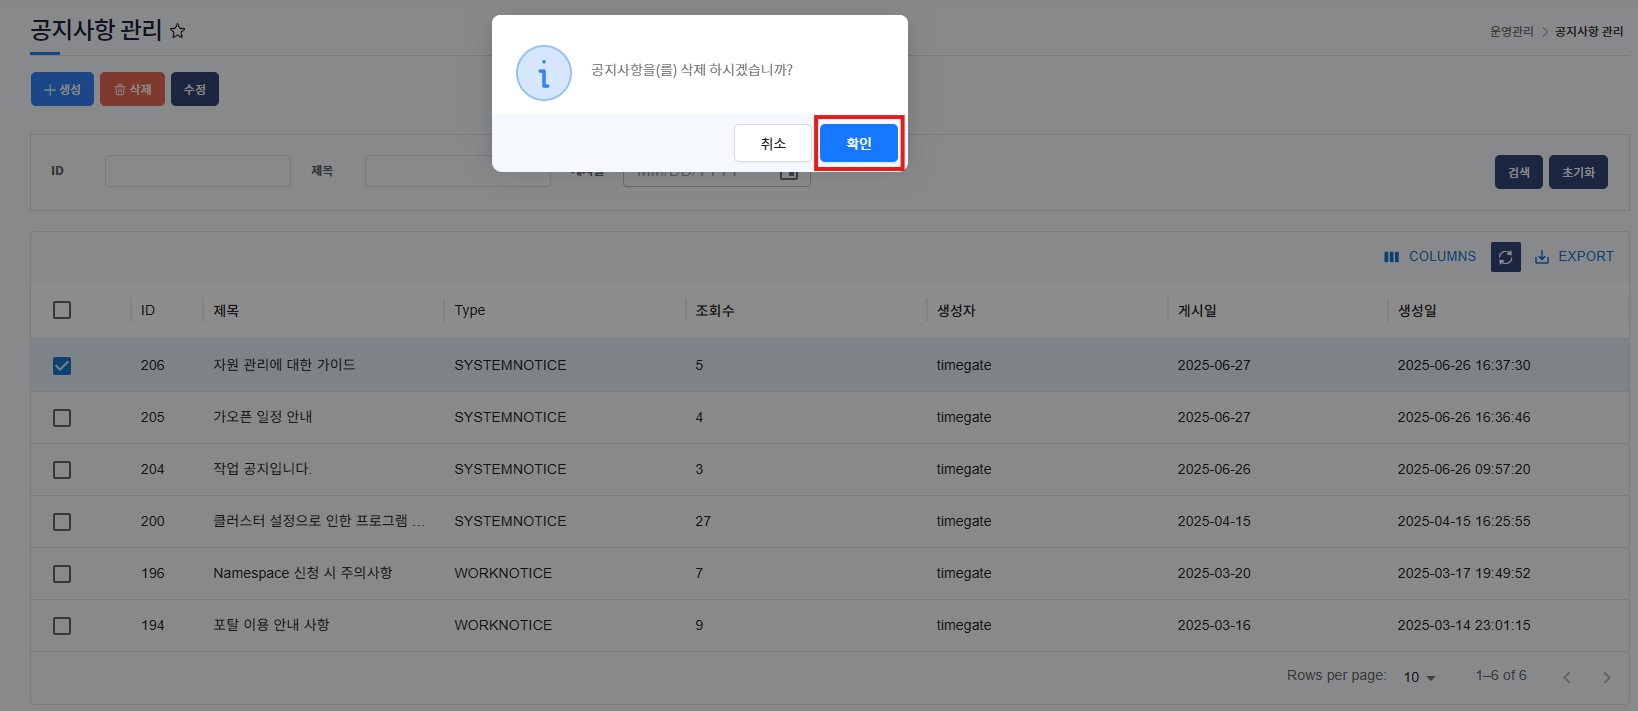 공지사항 관리
운영관리 > 공지사항 관리
+ 생성 삭제 수정
공지사항을(를) 삭제 하시겠습니까?
취소 확인
ID 제목 MM/DD/YYYY 검색 초기화
COLUMNS EXPORT
ID 제목 Type 조회수 생성자 게시일 생성일
206 자원 관리에 대한 가이드 SYSTEMNOTICE 5 timegate 2025-06-27 2025-06-26 16:37:30
205 가오픈 일정 안내 SYSTEMNOTICE 4 timegate 2025-06-27 2025-06-26 16:36:46
204 작업 공지입니다. SYSTEMNOTICE 3 timegate 2025-06-26 2025-06-26 09:57:20
200 클러스터 설정으로 인한 프로그램 ... SYSTEMNOTICE 27 timegate 2025-04-15 2025-04-15 16:25:55
196 Namespace 신청 시 주의사항 WORKNOTICE 7 timegate 2025-03-20 2025-03-17 19:49:52
194 포탈 이용 안내 사항 WORKNOTICE 9 timegate 2025-03-16 2025-03-14 23:01:15
Rows per page: 10 1–6 of 6